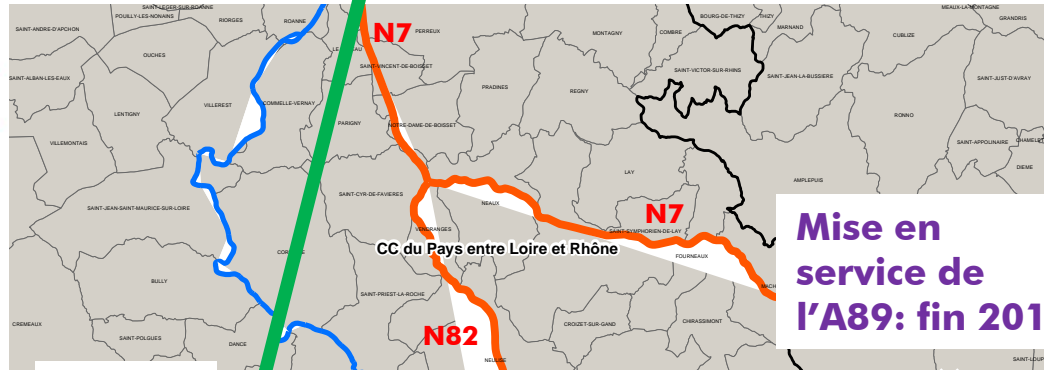 SAINT-LEGER-SUR-ROANNE
POUILLY-LES-NONAINS
RIORGES
ROANNE
SAINT-ANDRE-D'APCHON
N7
PERREUX
MONTAGNY
COMBRE
BOURG-DE-THIZY
THIZY
MARNAND
MEAUX-LA-MONTAGNE
GRANDRIS
CUBLIZE
OUCHES
SAINT-VINCENT-DE-BOISSET
SAINT-ALBAN-LES-EAUX
SAINT-VICTOR-SUR-RHINS
SAINT-JEAN-LA-BUSSIERE
SAINT-JUST-D'AVRAY
PRADINES
REGNY
VILLEREST
COMMELLE-VERNAY
LENTIGNY
PARIGNY
NOTRE-DAME-DE-BOISSET
RONNO
VILLEMONTAIS
SAINT-APPOLINAIRE
DIEME
LAY
AMPLEPUIS
SAINT-CYR-DE-FAVIERES
NEAUX
SAINT-JEAN-SAINT-MAURICE-SUR-LOIRE
N7
VENDRANGES
SAINT-SYMPHORIEN-DE-LAY
Mise en
service de
l'A89: fin 201
CC du Pays entre Loire et Rhône
FOURNEAUX
BULLY
MACH
SAINT-PRIEST-LA-ROCHE
CREMEAUX
SAINT-POLGUES
DANCE
N82
CROIZET-SUR-GAND
CHIRASSIMONT
NEULISE
SAINT-LOUP